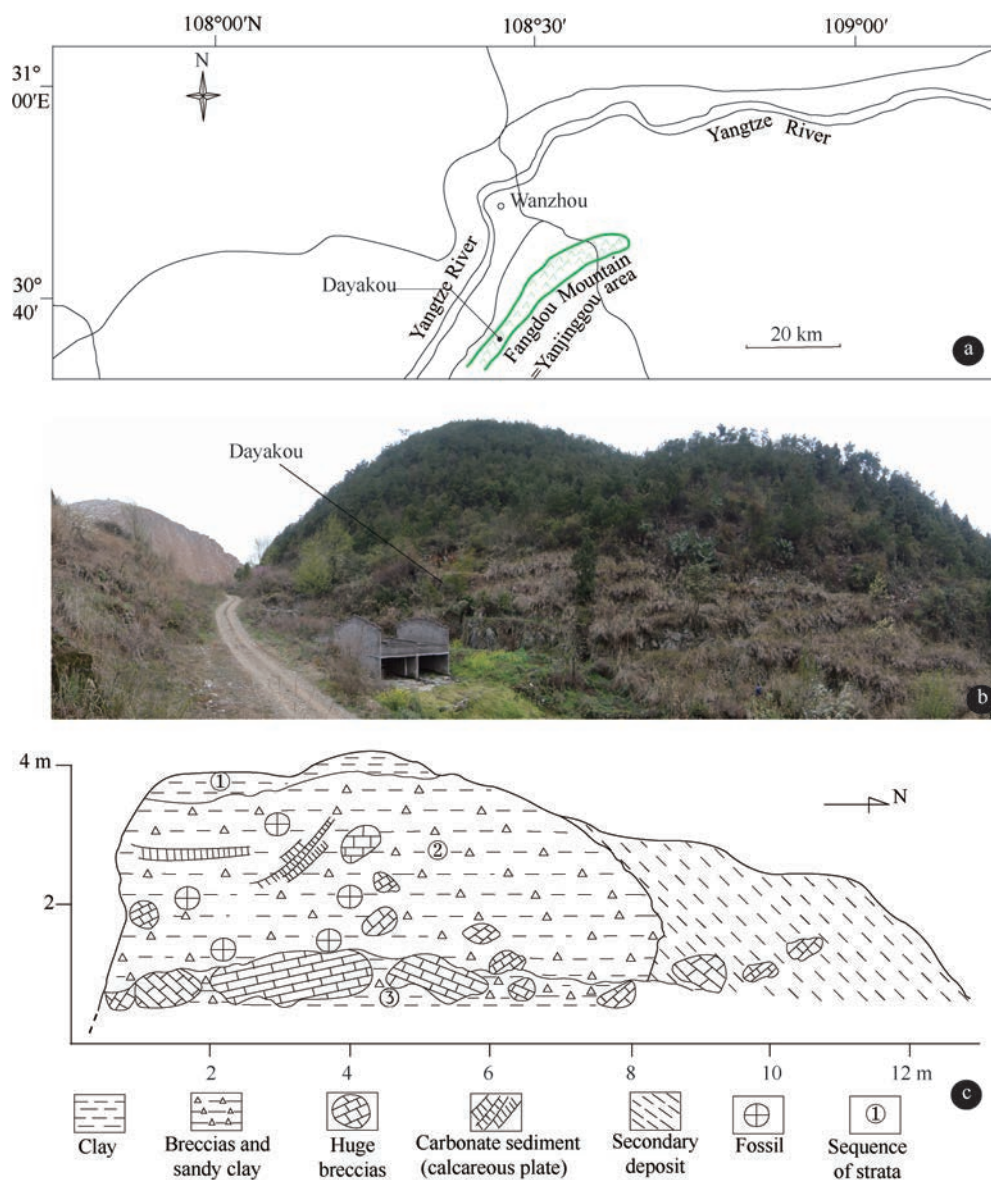 108°00′N 108°30′ 109°00′
N
31°
00′E
Yangtze River
Wanzhou
Yangtze River
Dayakou
30°
40′
Fangdou Mountain
=Yanjinggou area
20 km
a
Dayakou
b
4 m
①
N
②
2
③
2 4 6 8 10 12 m
c
①
Clay
Breccias and
sandy clay
Huge
breccias
Carbonate sediment
(calcareous plate)
Secondary
deposit
Fossil
Sequence
of strata